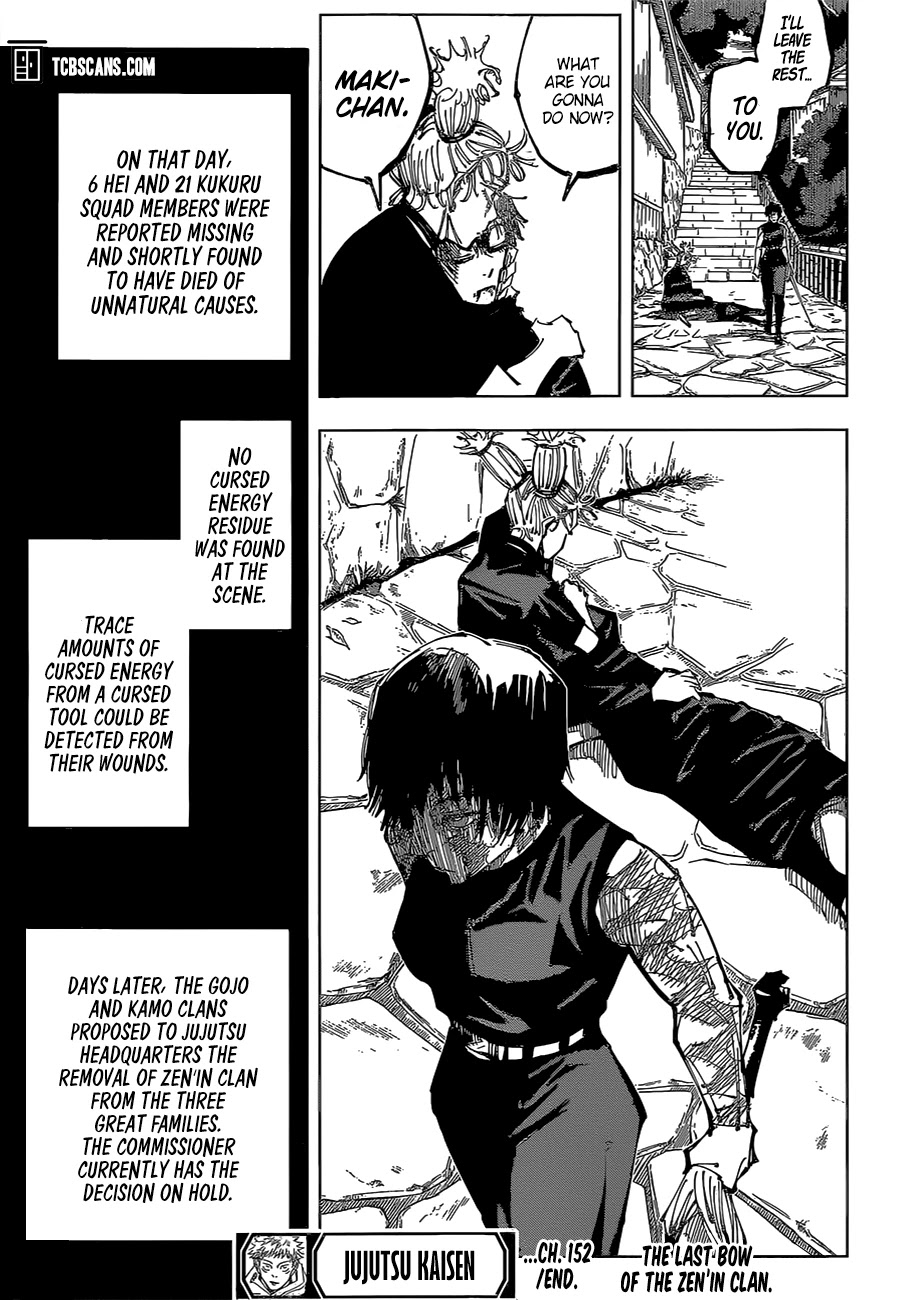 TCBSCANS.COM
I'LL
LEAVE
THE
REST...
TO
YOU.
WHAT
ARE YOU
GONNA
DO NOW?
MAKI-
CHAN.
ON THAT DAY,
6 HEI AND 21 KUKURU
SQUAD MEMBERS WERE
REPORTED MISSING
AND SHORTLY FOUND
TO HAVE DIED OF
UNNATURAL CAUSES.
NO
CURSED
ENERGY
RESIDUE
WAS FOUND
AT THE
SCENE.
TRACE
AMOUNTS OF
CURSED ENERGY
FROM A CURSED
TOOL COULD BE
DETECTED FROM
THEIR WOUNDS.
DAYS LATER, THE GOJO
AND KAMO CLANS
PROPOSED TO JUJUTSU
HEADQUARTERS THE
REMOVAL OF ZEN'IN CLAN
FROM THE THREE
GREAT FAMILIES.
THE COMMISSIONER
CURRENTLY HAS THE
DECISION ON HOLD.
JUJUTSU KAISEN
...CH. 152
/END.
THE LAST BOW
OF THE ZEN'IN CLAN.